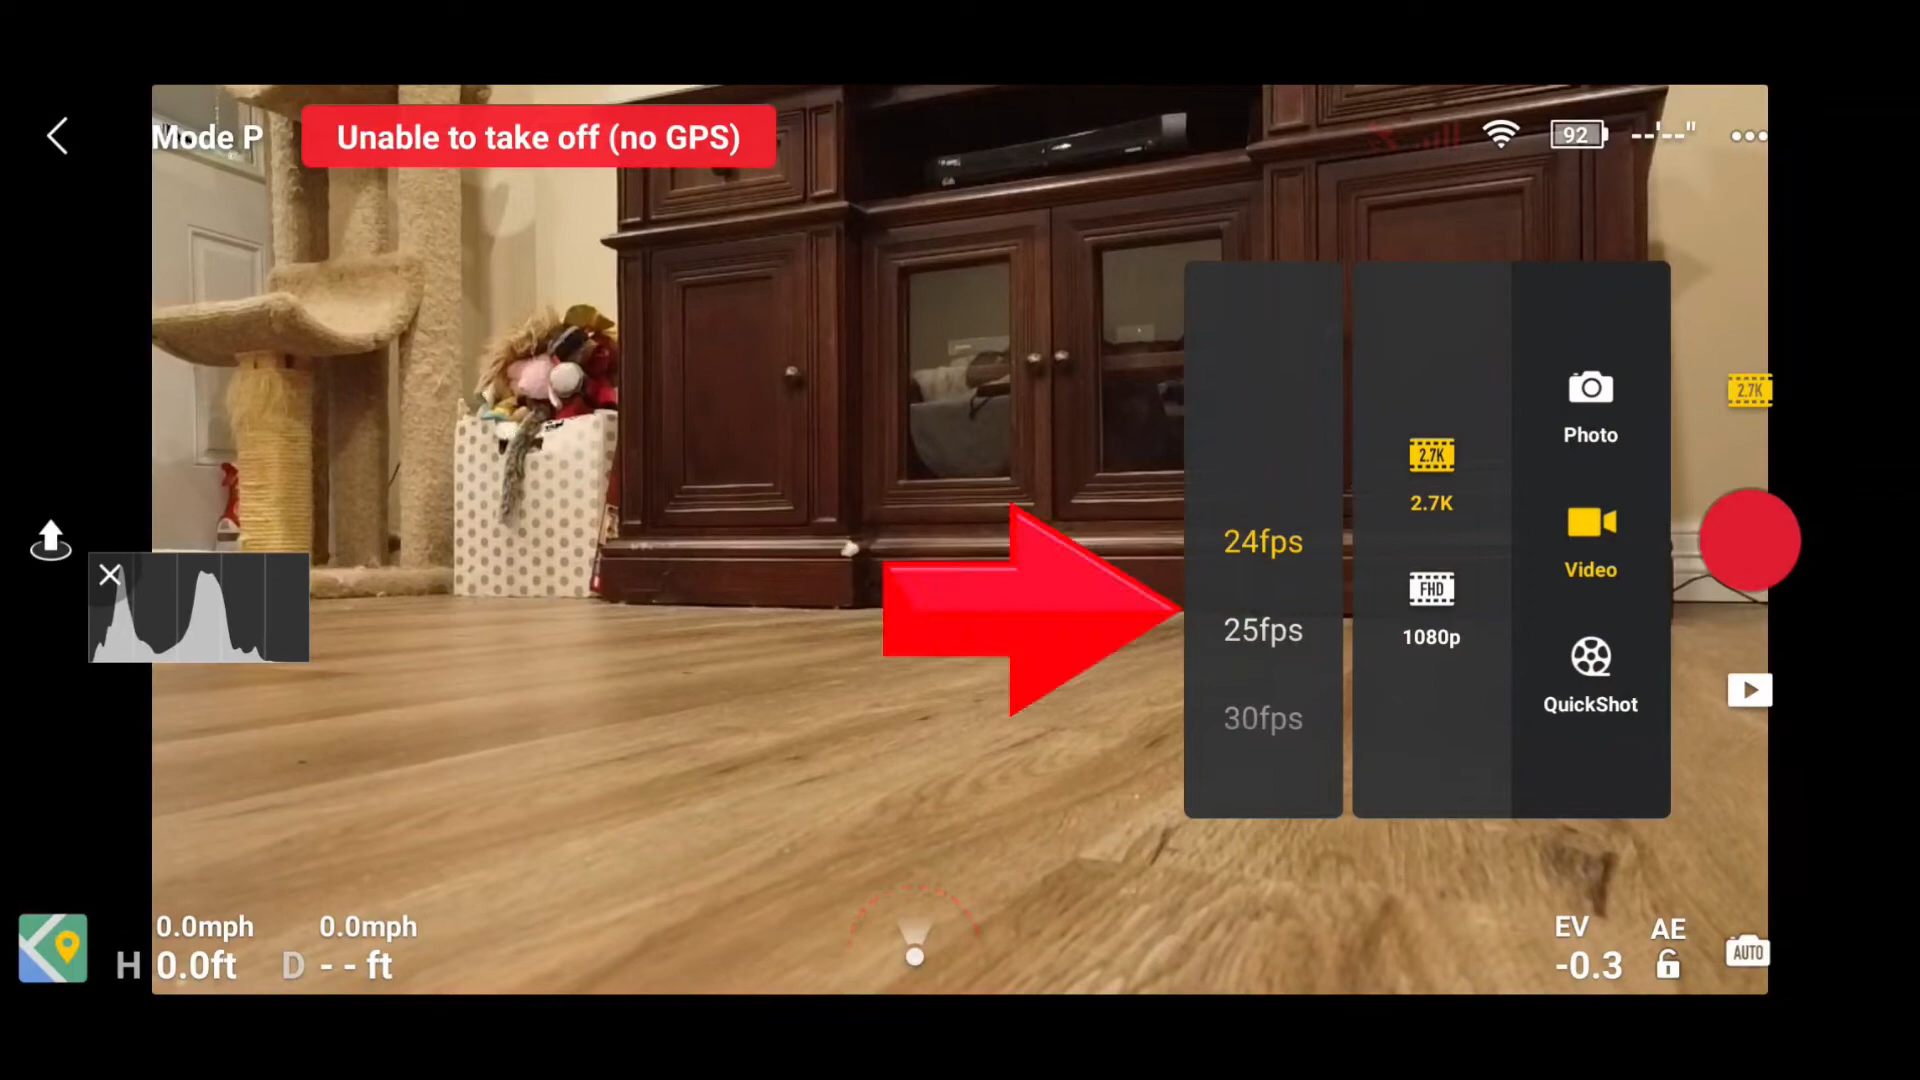 Mode P
Unable to take off (no GPS)
92
--'--"
2.7K
Photo
2.7K
2.7K
24fps
Video
FHD
25fps
1080p
QuickShot
30fps
0.0mph
0.0mph
EV
AE
H 0.0ft
D - - ft
-0.3
AUTO